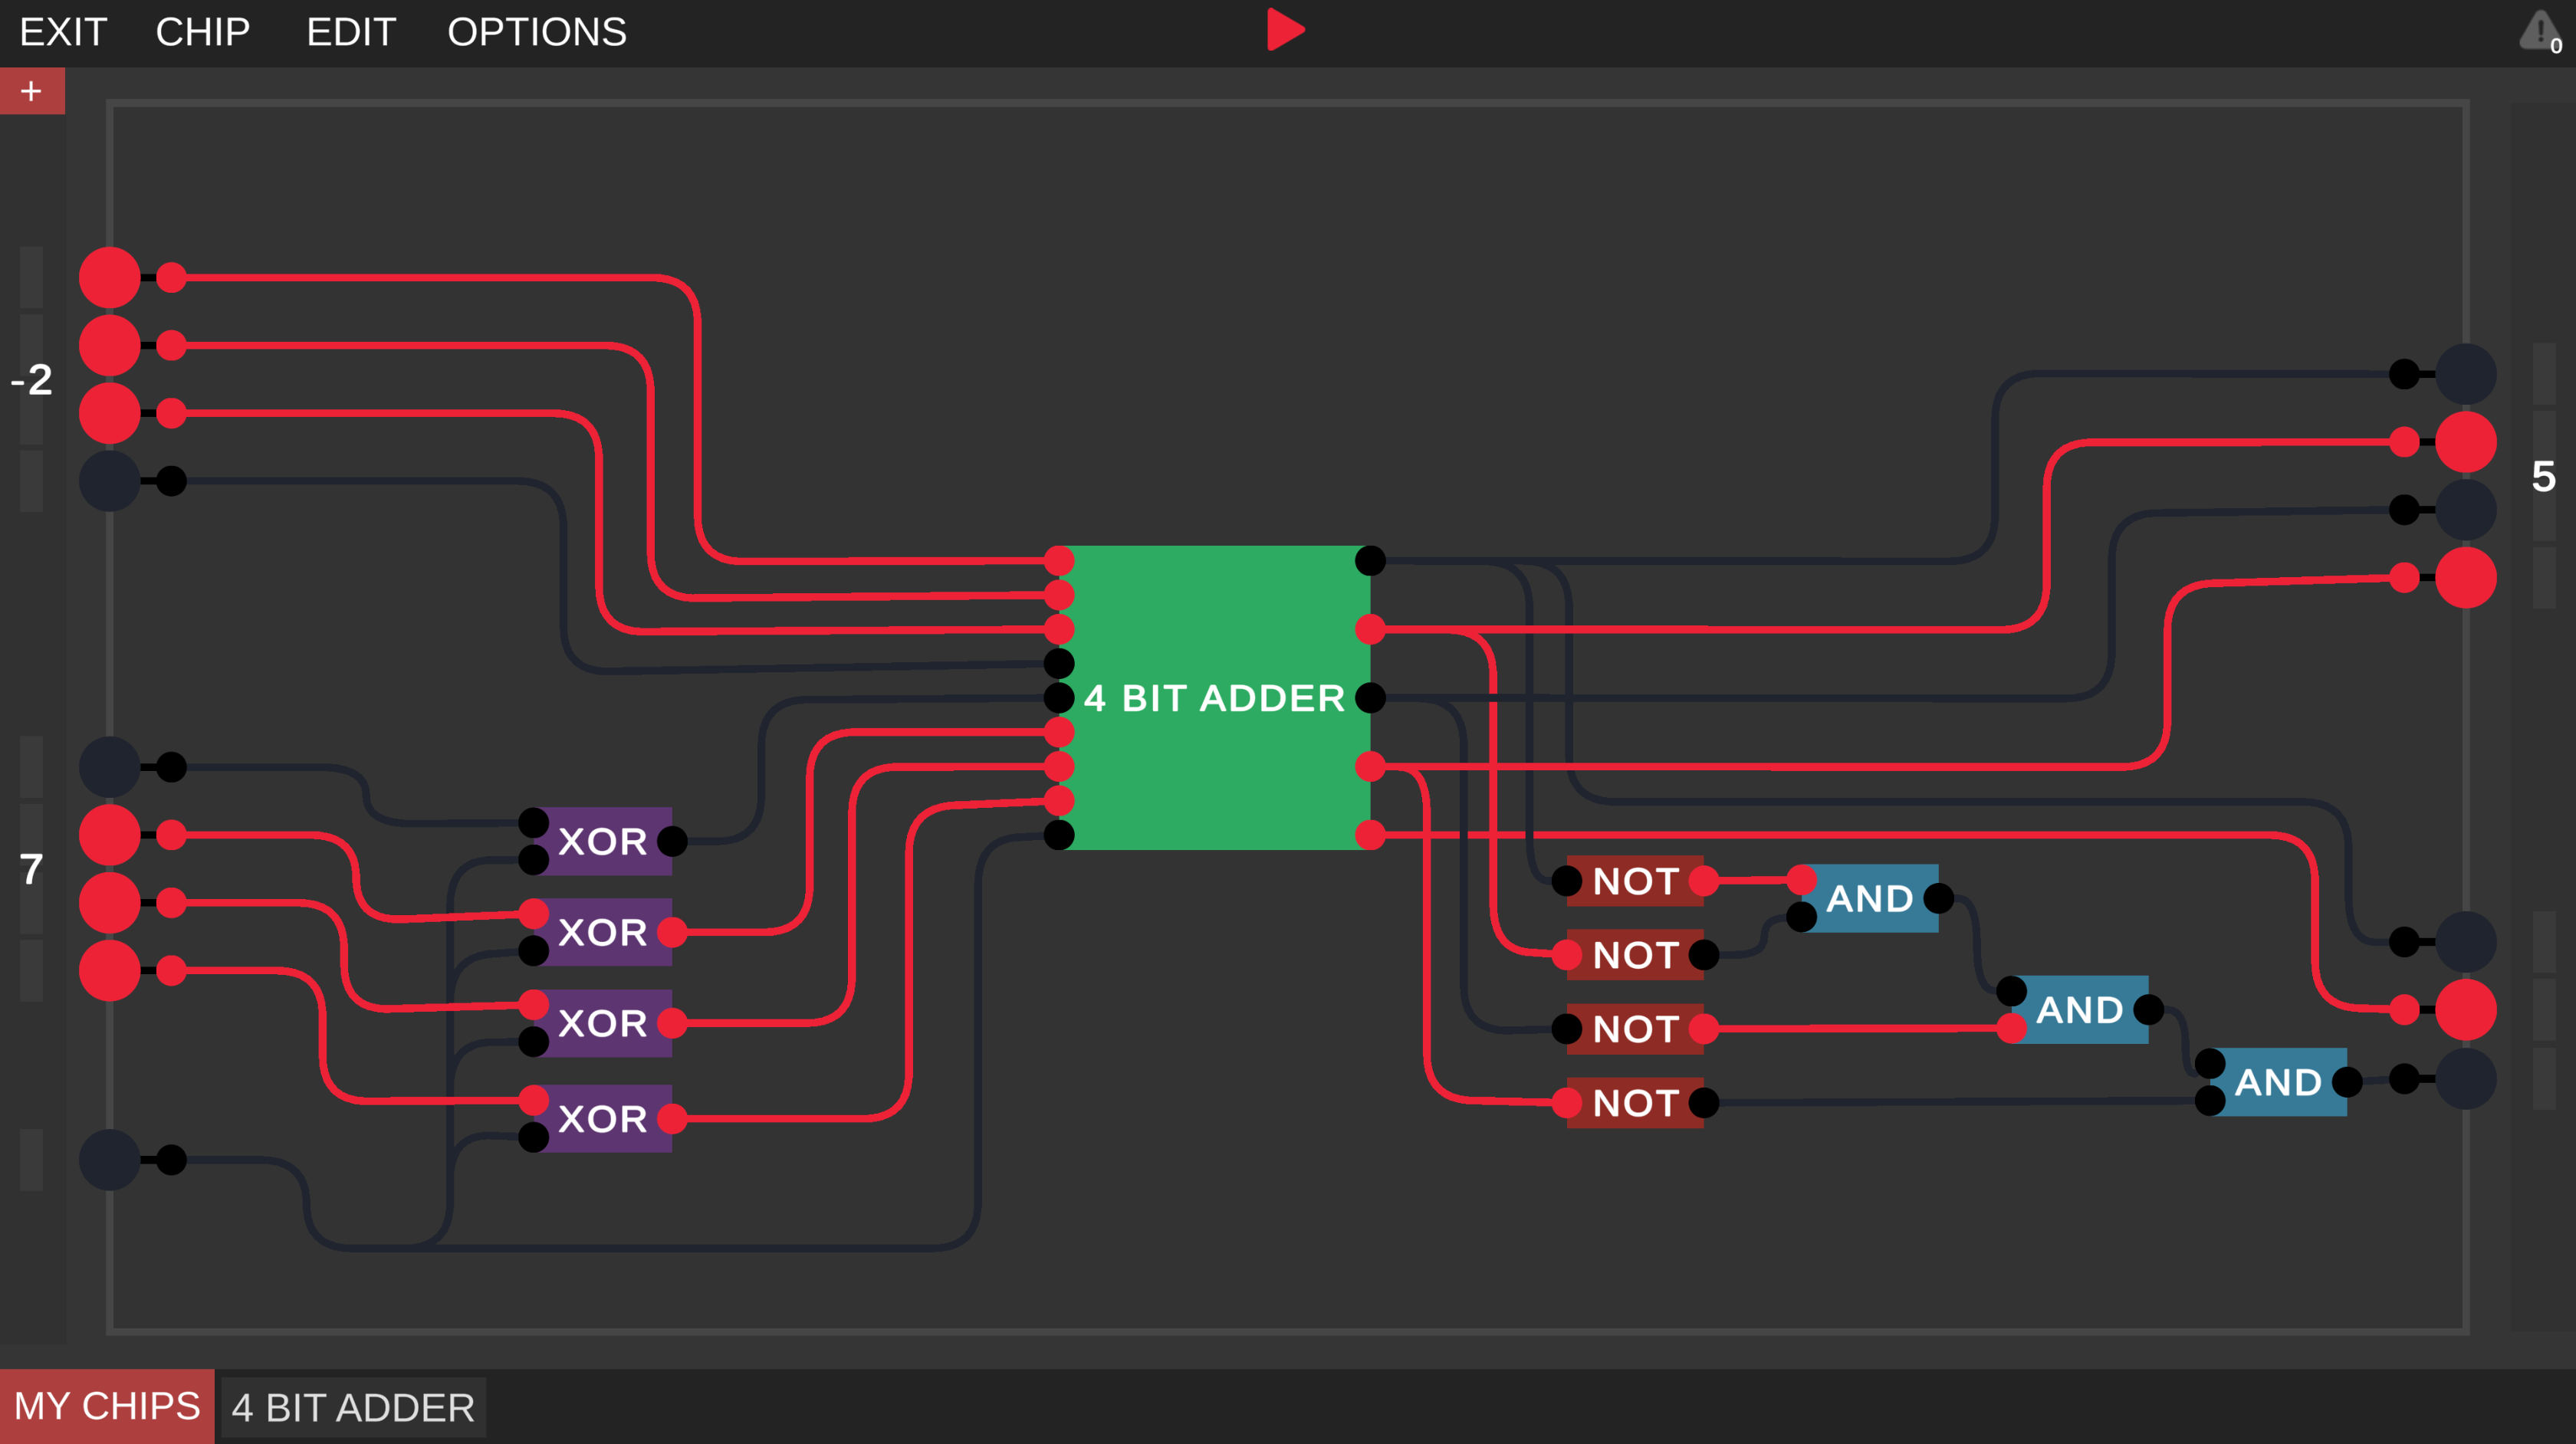 EXIT CHIP EDIT OPTIONS
0
+
-2
5
4 BIT ADDER
7
XOR
XOR
XOR
XOR
NOT
NOT
NOT
NOT
AND
AND
AND
MY CHIPS 4 BIT ADDER